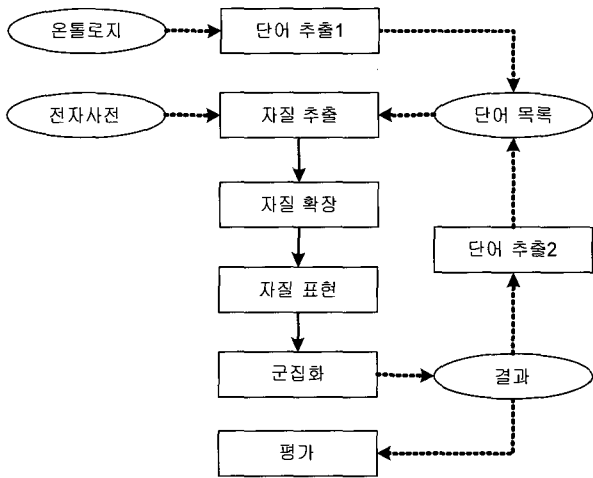 온톨로지
단어 추출1
전자사전
자질 추출
단어 목록
자질 확장
단어 추출2
자질 표현
군집화
결과
평가